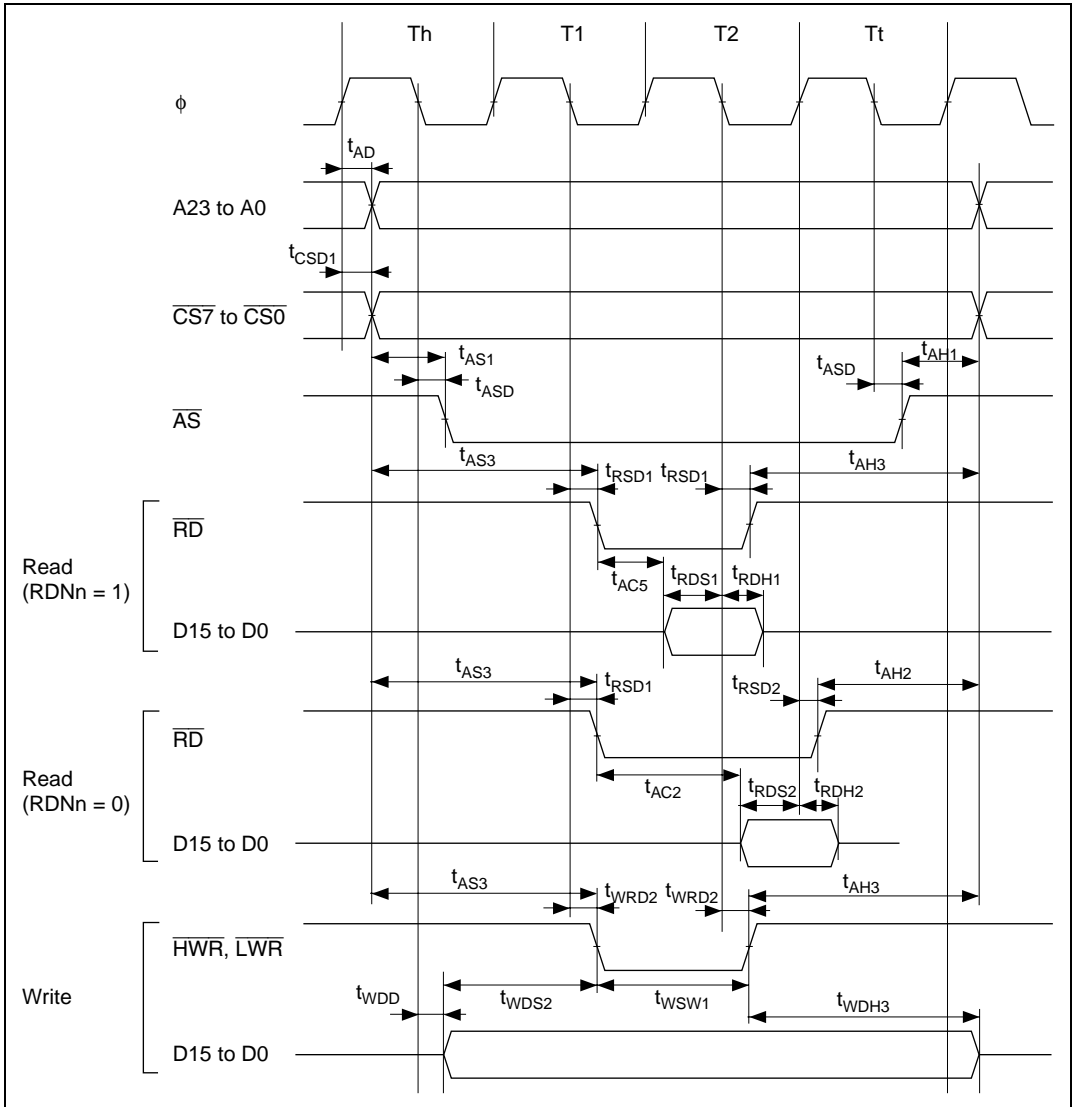 Th T1 T2 Tt
ϕ
tAD
A23 to A0
tCSD1
CS7 to CS0
tAS1
tASD
tASD
tAH1
AS
tAS3
tRSD1
tRSD1
tAH3
RD
Read
(RDNn = 1)
tAC5
tRDS1
tRDH1
D15 to D0
tAS3
tRSD1
tRSD2
tAH2
RD
Read
(RDNn = 0)
tAC2
tRDS2
tRDH2
D15 to D0
tAS3
tWRD2
tWRD2
tAH3
HWR, LWR
Write
tWDD
tWDS2
tWSW1
tWDH3
D15 to D0